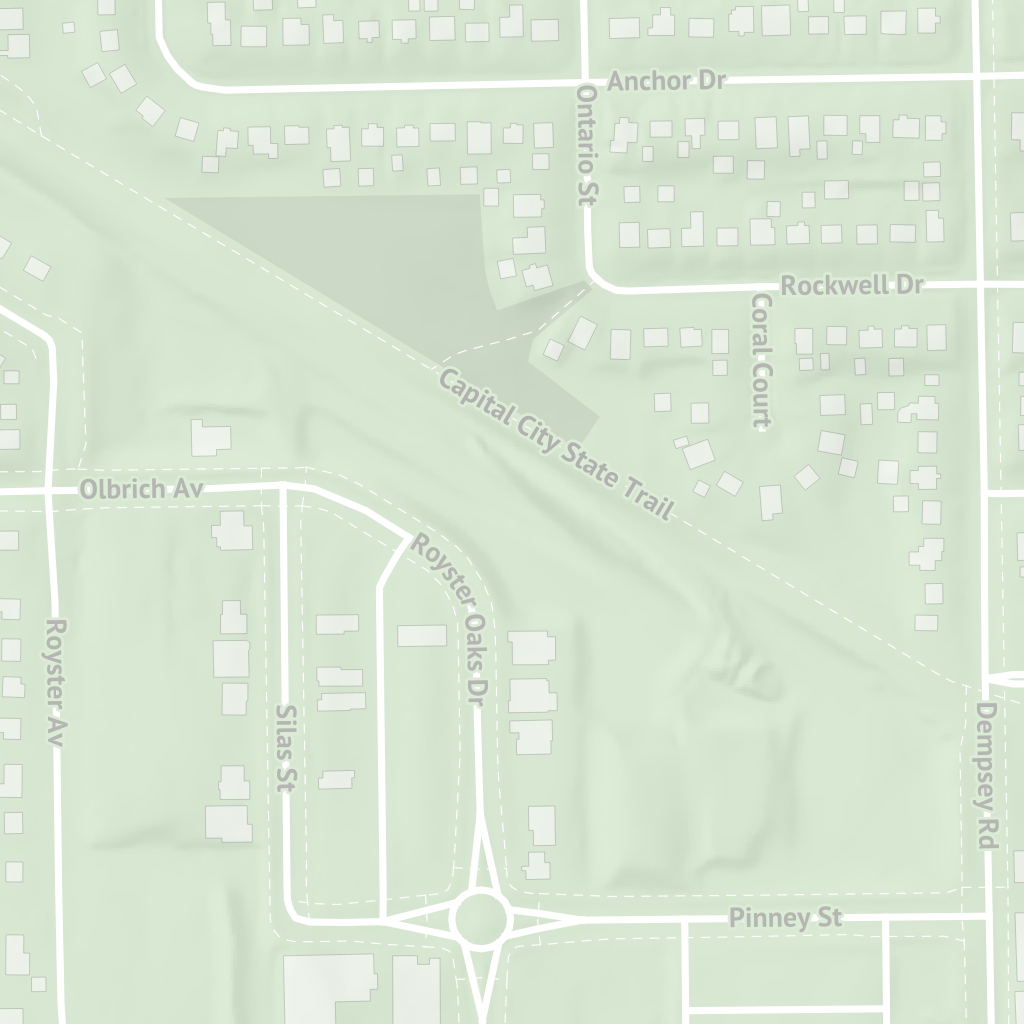 Anchor Dr
Ontario St
Rockwell Dr
Coral Court
Capital City State Trail
Olbrich Av
Royster Oaks Dr
Royster Av
Silas St
Dempsey Rd
Pinney St